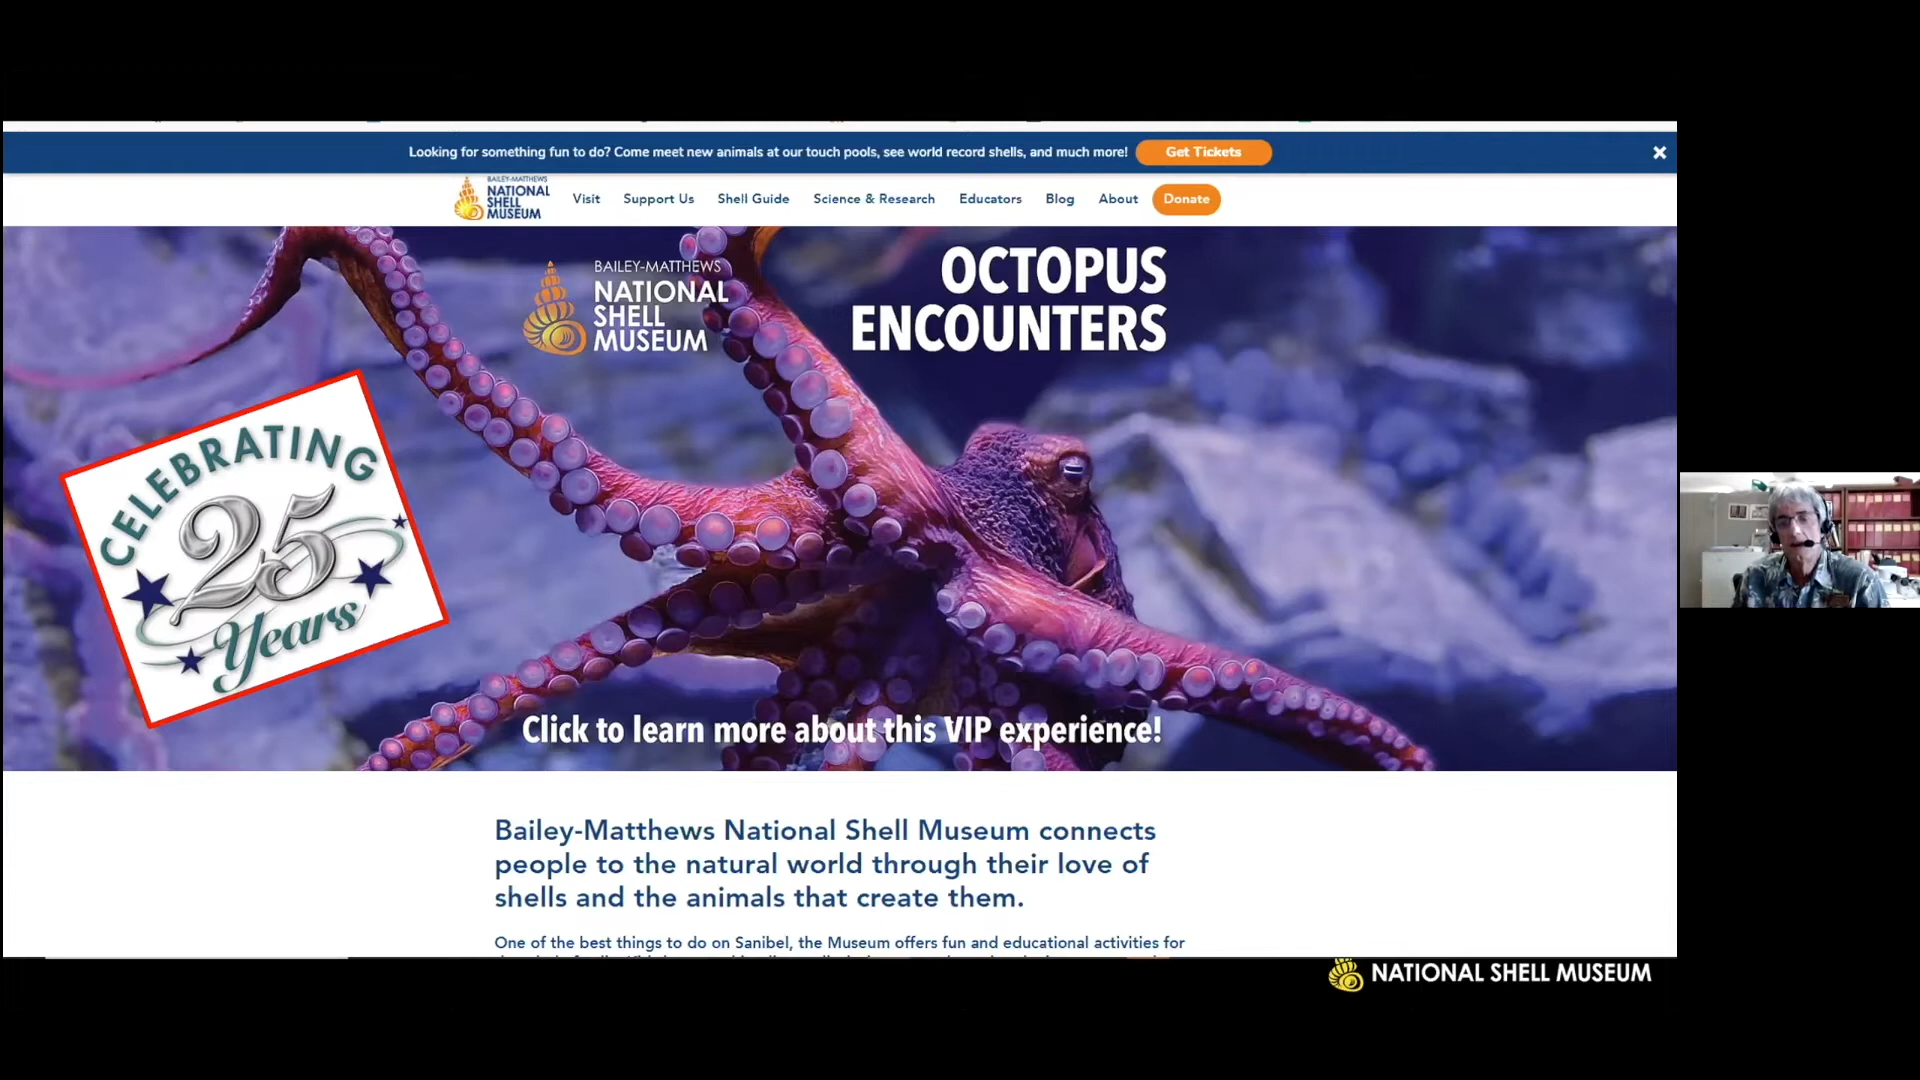 Looking for something fun to do? Come meet new animals at our touch pools, see world record shells, and much more! Get Tickets
BAILEY-MATTHEWS
NATIONAL
SHELL
MUSEUM
Visit Support Us Shell Guide Science & Research Educators Blog About Donate
BAILEY-MATTHEWS
NATIONAL
SHELL
MUSEUM
OCTOPUS
ENCOUNTERS
CELEBRATING
25
Years
Click to learn more about this VIP experience!
Bailey-Matthews National Shell Museum connects
people to the natural world through their love of
shells and the animals that create them.
One of the best things to do on Sanibel, the Museum offers fun and educational activities for
NATIONAL SHELL MUSEUM